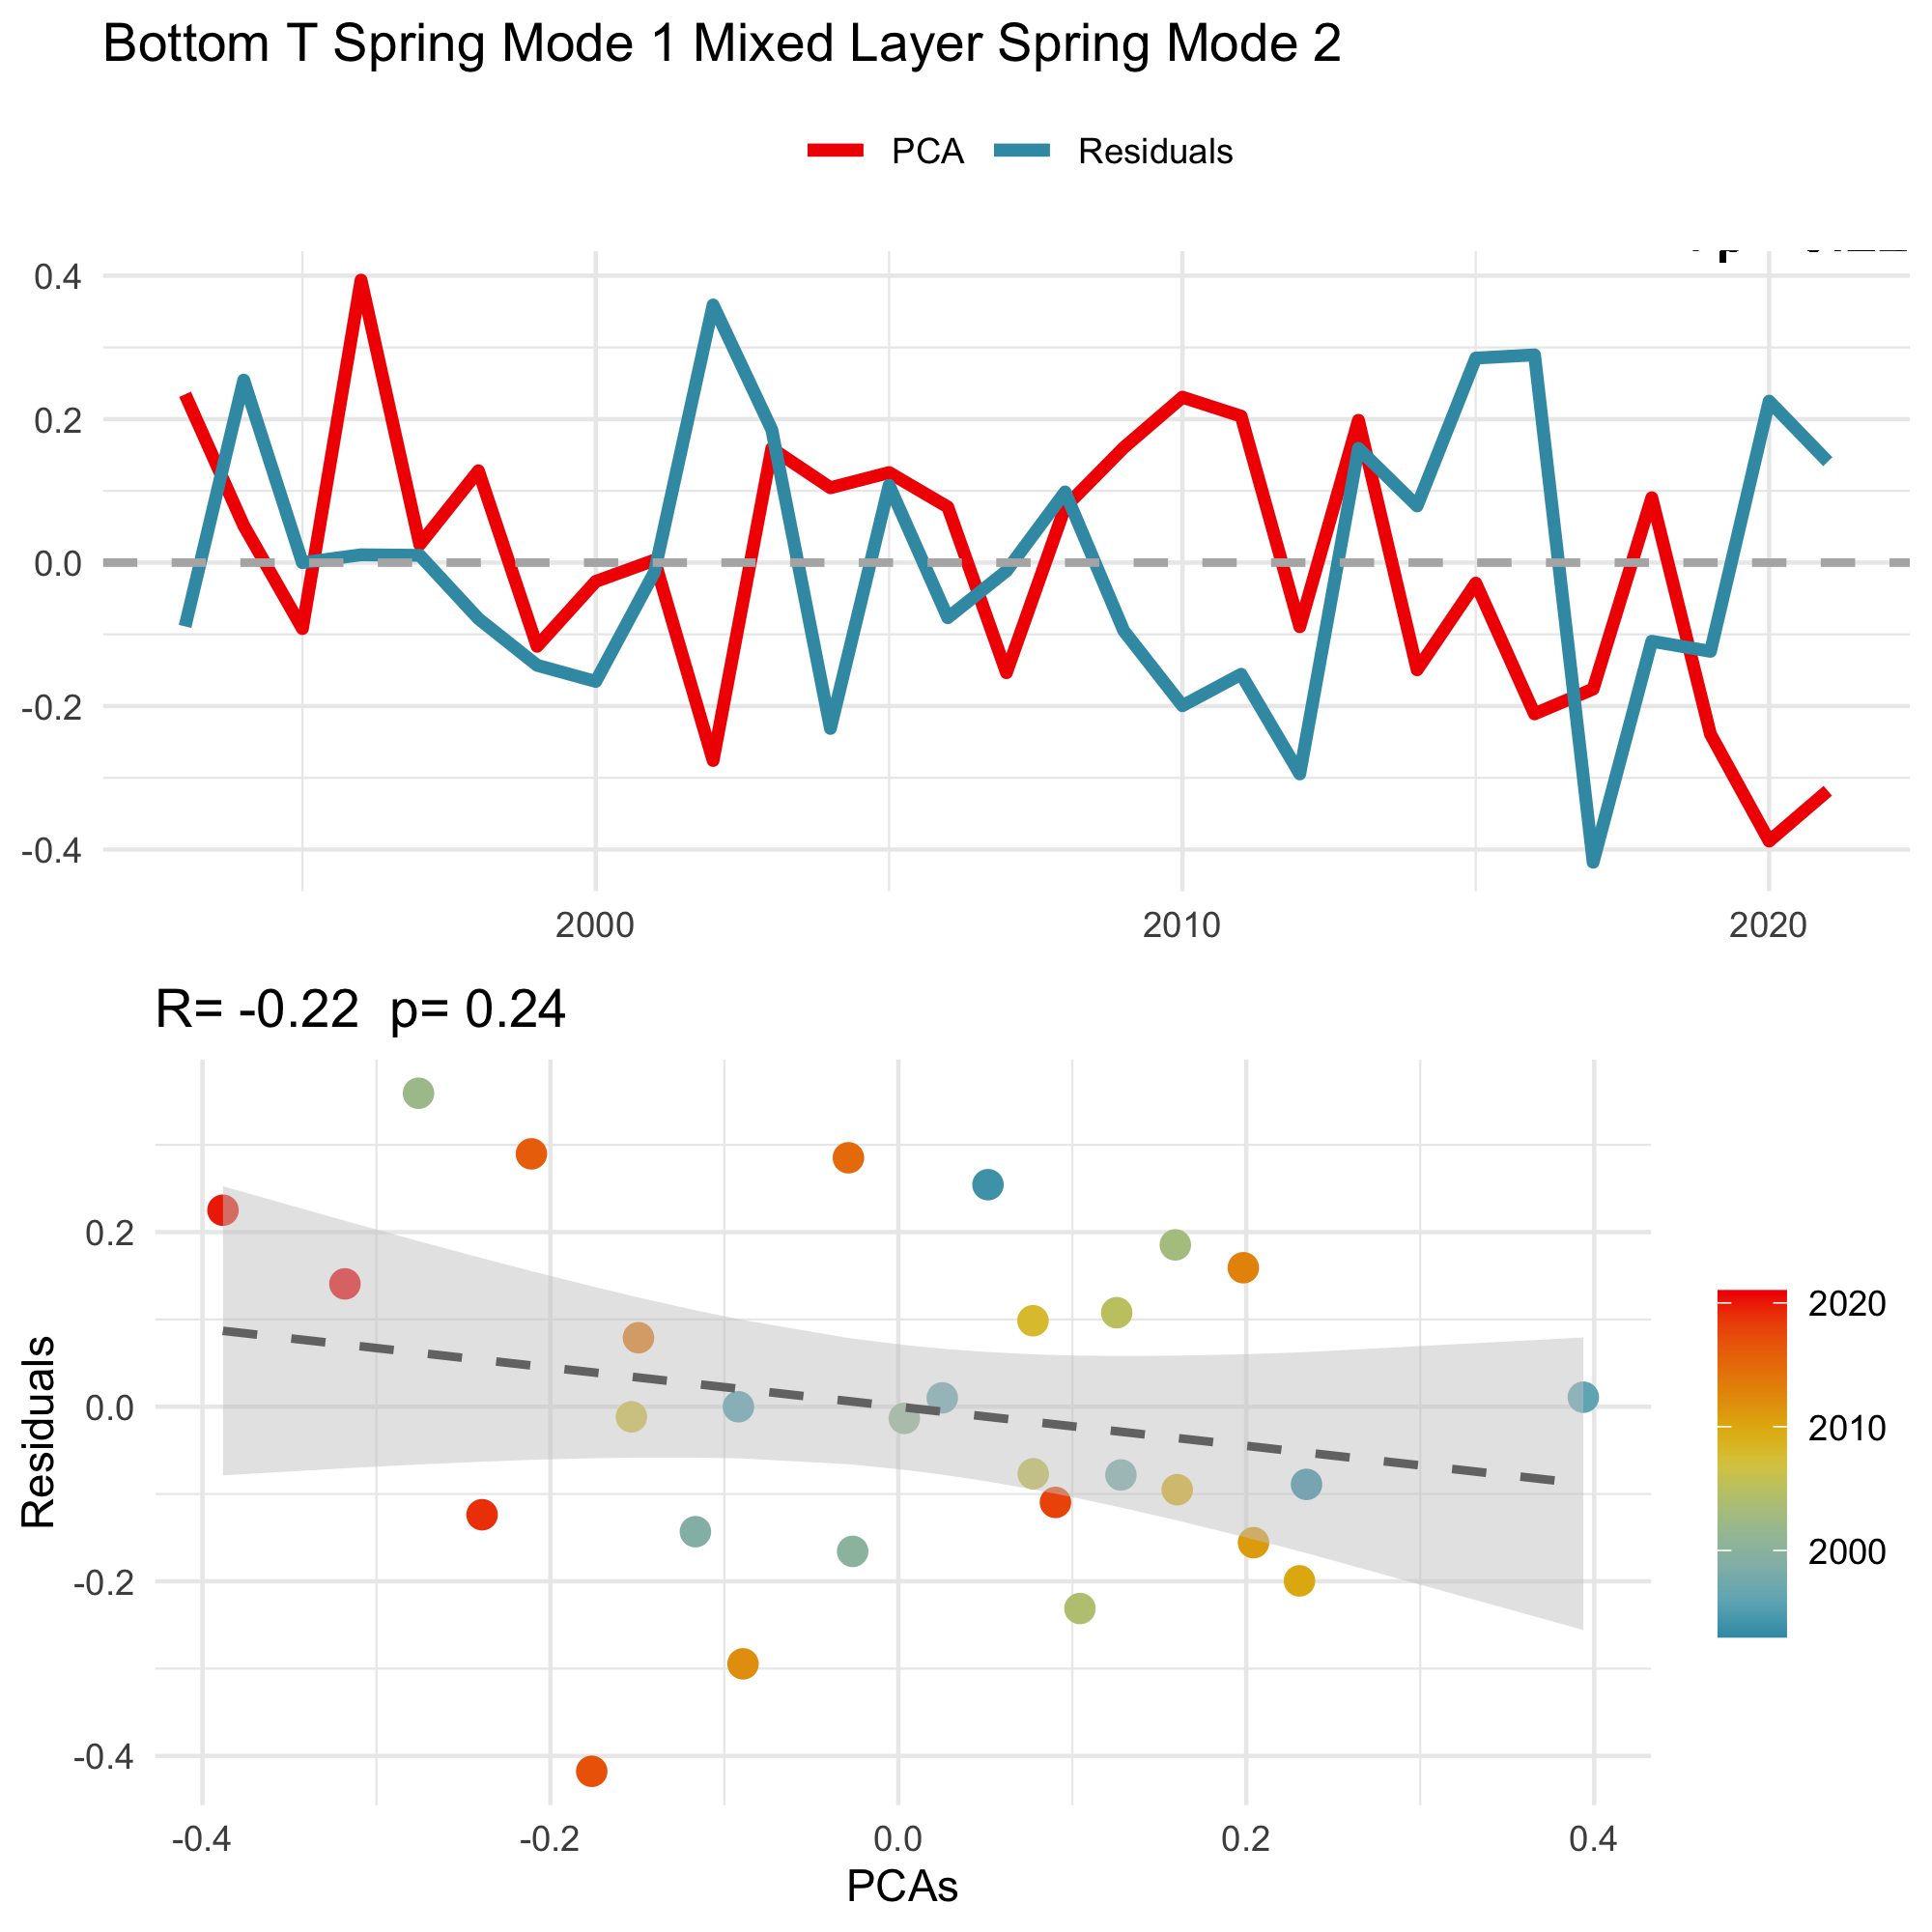 Bottom T Spring Mode 1 Mixed Layer Spring Mode 2
PCA Residuals
0.4
0.2
0.0
-0.2
-0.4
2000 2010 2020
R= -0.22 p= 0.24
Residuals
0.2
0.0
-0.2
-0.4
-0.4 -0.2 0.0 0.2 0.4
PCAs
2020
2010
2000